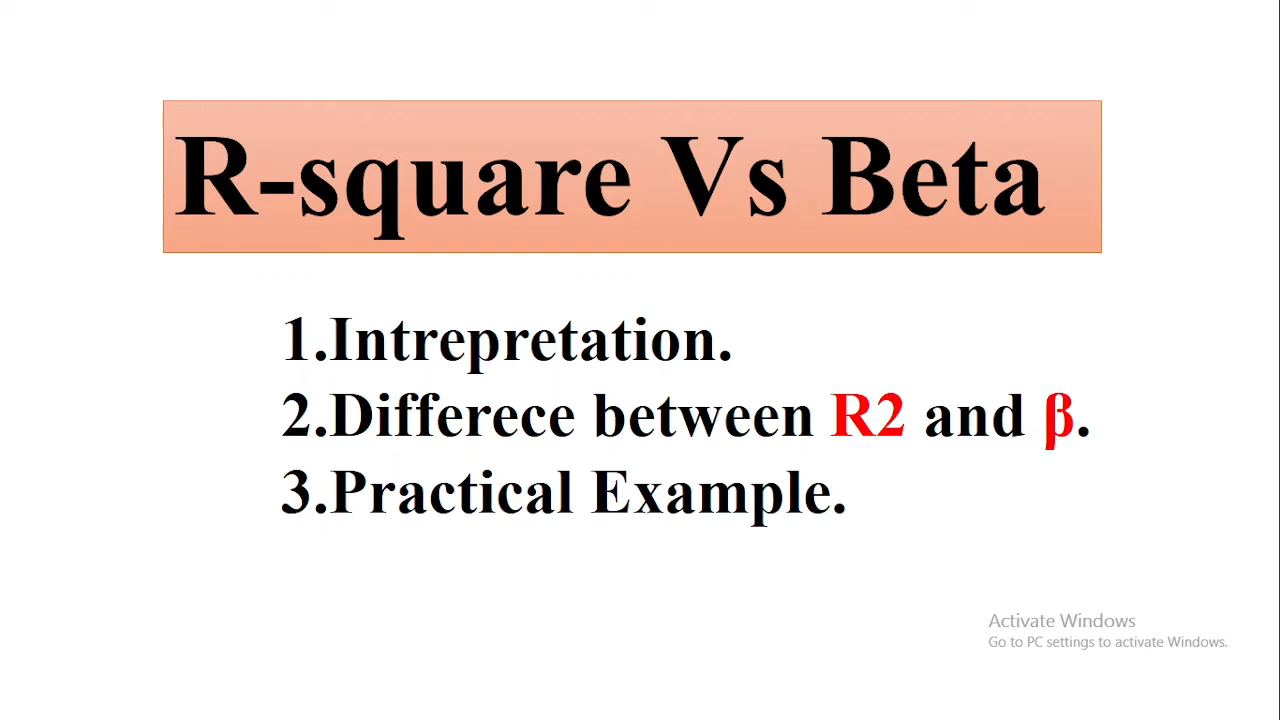 R-square Vs Beta
1.Intrepretation.
2.Differece between R2 and β.
3.Practical Example.
Activate Windows
Go to PC settings to activate Windows.